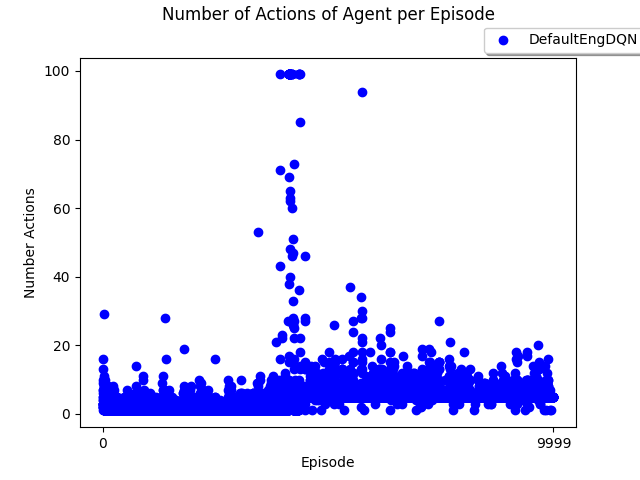 Number of Actions of Agent per Episode
DefaultEngDQN
100
80
60
40
20
0
Number Actions
0 9999
Episode